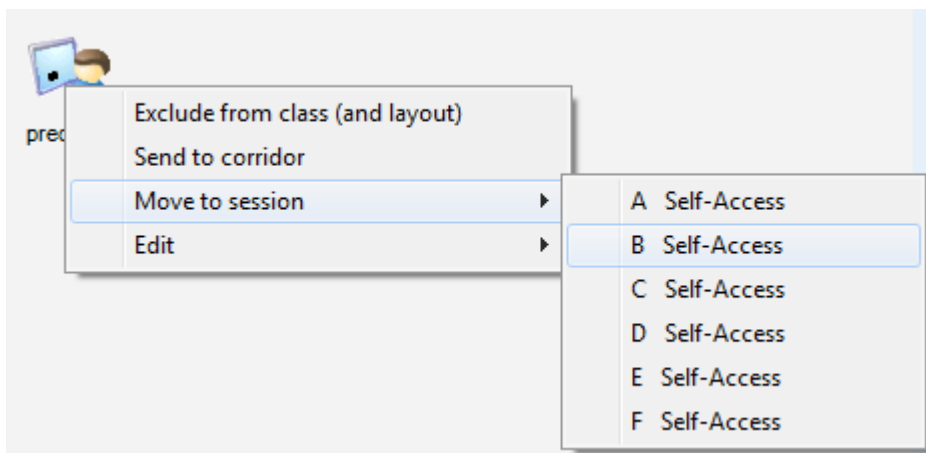 prec
Exclude from class (and layout)
Send to corridor
Move to session
Edit
A Self-Access
B Self-Access
C Self-Access
D Self-Access
E Self-Access
F Self-Access